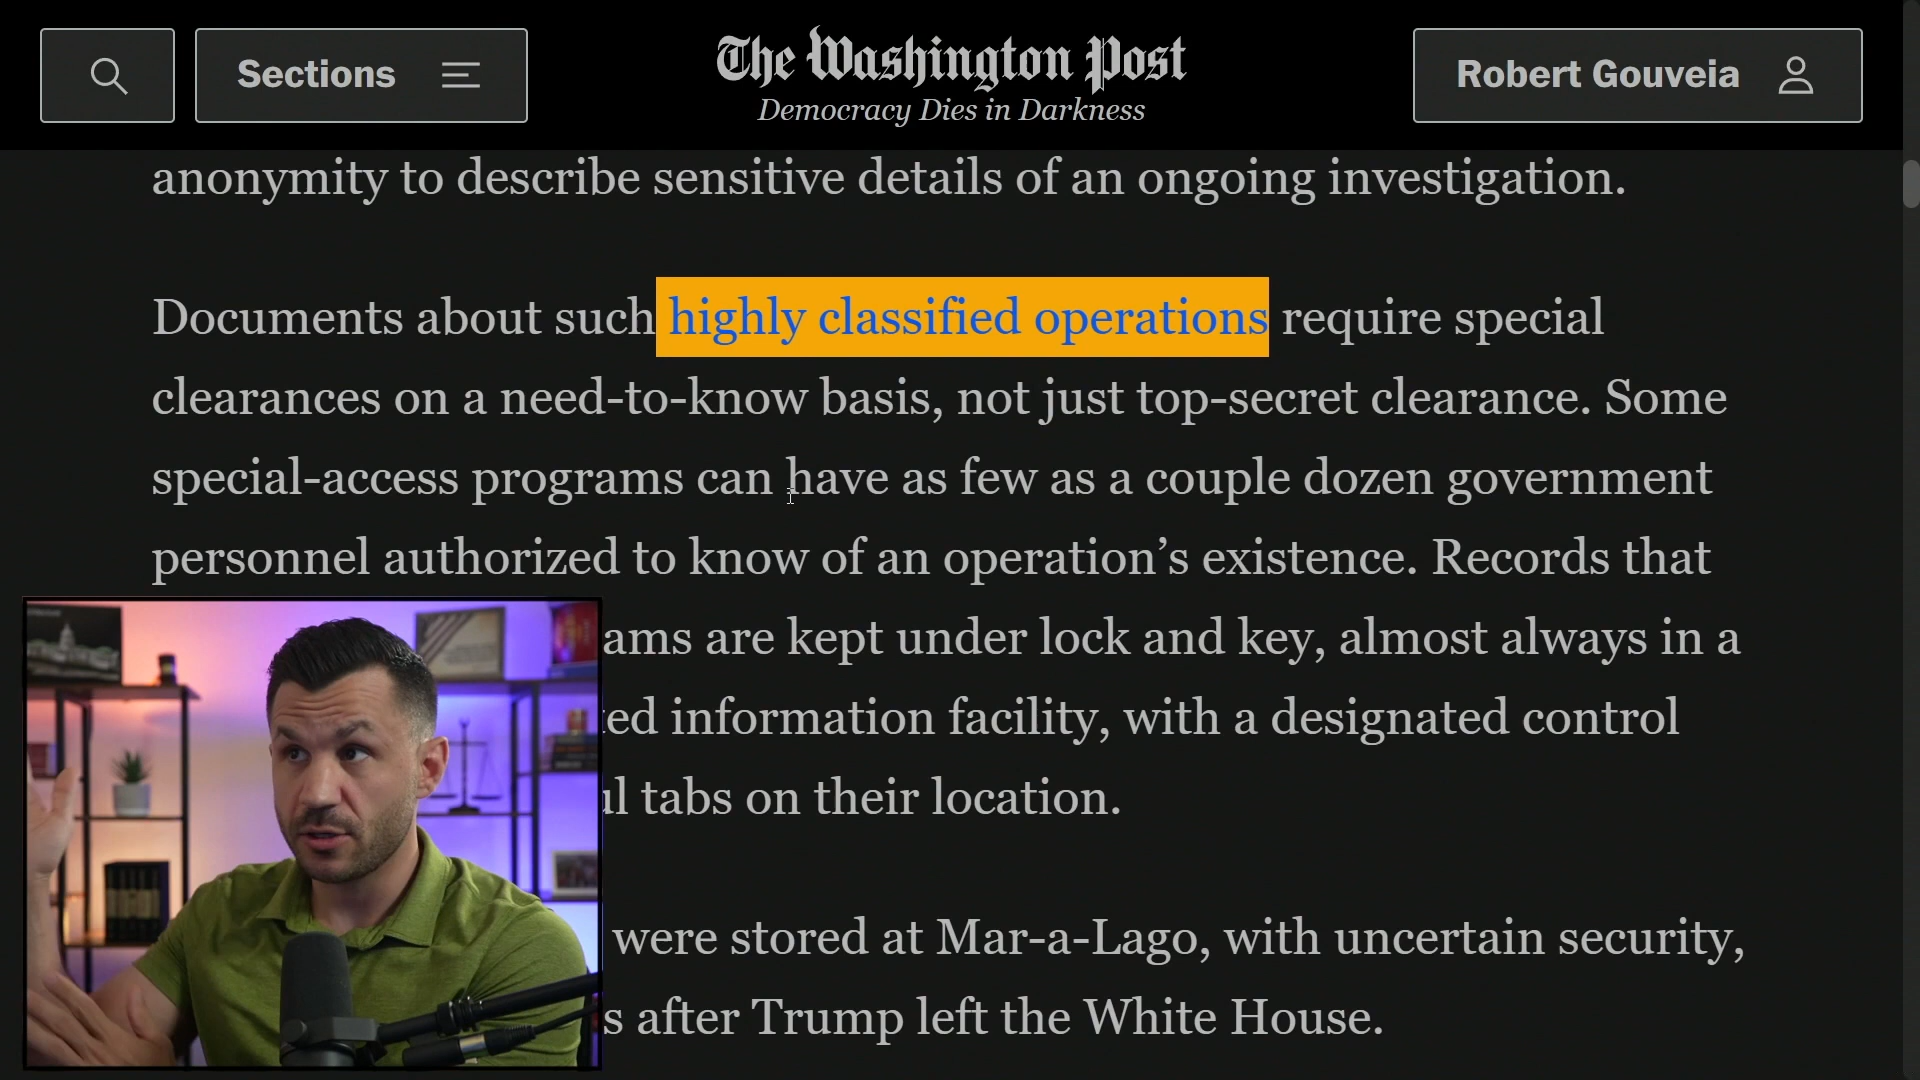 Sections
The Washington Post
Democracy Dies in Darkness
Robert Gouveia
anonymity to describe sensitive details of an ongoing investigation.
Documents about such highly classified operations require special
clearances on a need-to-know basis, not just top-secret clearance. Some
special-access programs can have as few as a couple dozen government
personnel authorized to know of an operation’s existence. Records that
ams are kept under lock and key, almost always in a
ted information facility, with a designated control
ul tabs on their location.
were stored at Mar-a-Lago, with uncertain security,
s after Trump left the White House.